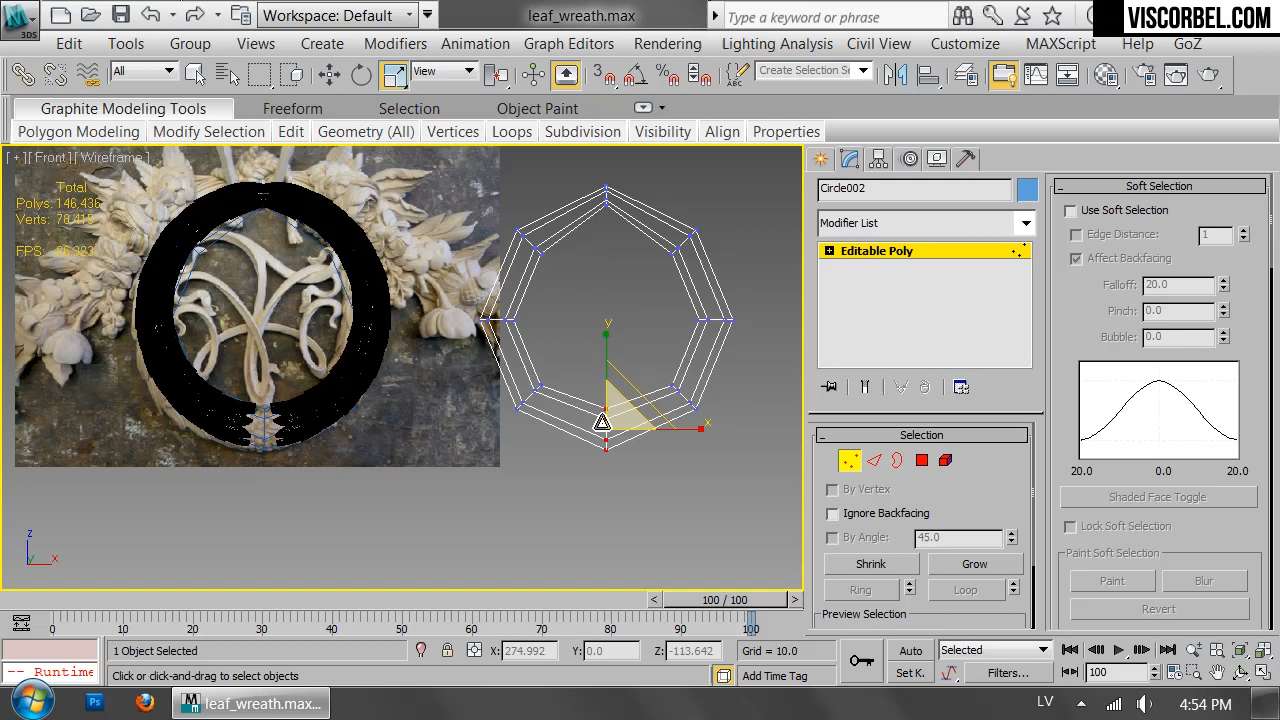 Workspace: Default
leaf_wreath.max
Type a keyword or phrase
VISCORBEL.COM
3DS
Edit Tools Group Views Create Modifiers Animation Graph Editors Rendering Lighting Analysis Civil View Customize MAXScript Help GoZ
All
View
3
ABC
Create Selection Se
Graphite Modeling Tools Freeform Selection Object Paint
Polygon Modeling Modify Selection Edit Geometry (All) Vertices Loops Subdivision Visibility Align Properties
[ + ] [ Front ] [ Wireframe ]
Total
Polys: 146,436
Verts: 78,415
FPS:
y
x
z
y
x
Circle002
Modifier List
Editable Poly
Selection
By Vertex
Ignore Backfacing
By Angle: 45.0
Shrink Grow
Ring Loop
Preview Selection
Soft Selection
Use Soft Selection
Edge Distance: 1
Affect Backfacing
Falloff: 20.0
Pinch: 0.0
Bubble: 0.0
20.0 0.0 20.0
Shaded Face Toggle
Lock Soft Selection
Paint Soft Selection
Paint Blur
Revert
< 100 / 100 >
0 10 20 30 40 50 60 70 80 90 100
1 Object Selected
X: 274.992 Y: 0.0 Z: -113.642 Grid = 10.0
Auto Selected
-- Runtime
Click or click-and-drag to select objects
Add Time Tag
Set K. Filters... 100
Ps
leaf_wreath.max...
LV
4:54 PM